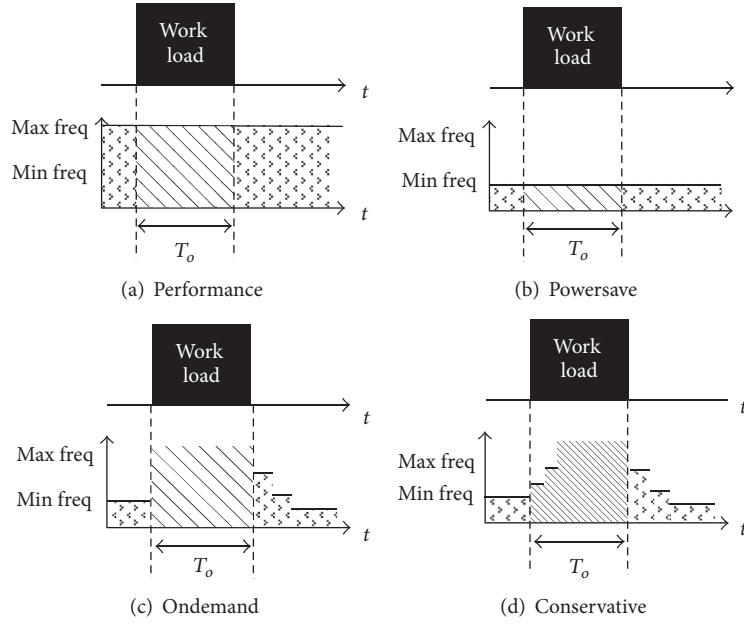 Work
load
t
Max freq
Min freq
t
T_o
(a) Performance
Work
load
Max freq
Min freq
T_o
(b) Powersave
Work
load
t
Max freq
Min freq
t
T_o
(c) Ondemand
Work
load
t
Max freq
Min freq
t
T_o
(d) Conservative